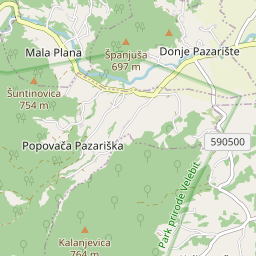 Mala Plana
Španjuša
697 m
Donje Pazarište
Šuntinovica
754 m
590500
Popovača Pazariška
Park prirode Velebit
Kalanjevica
764 m